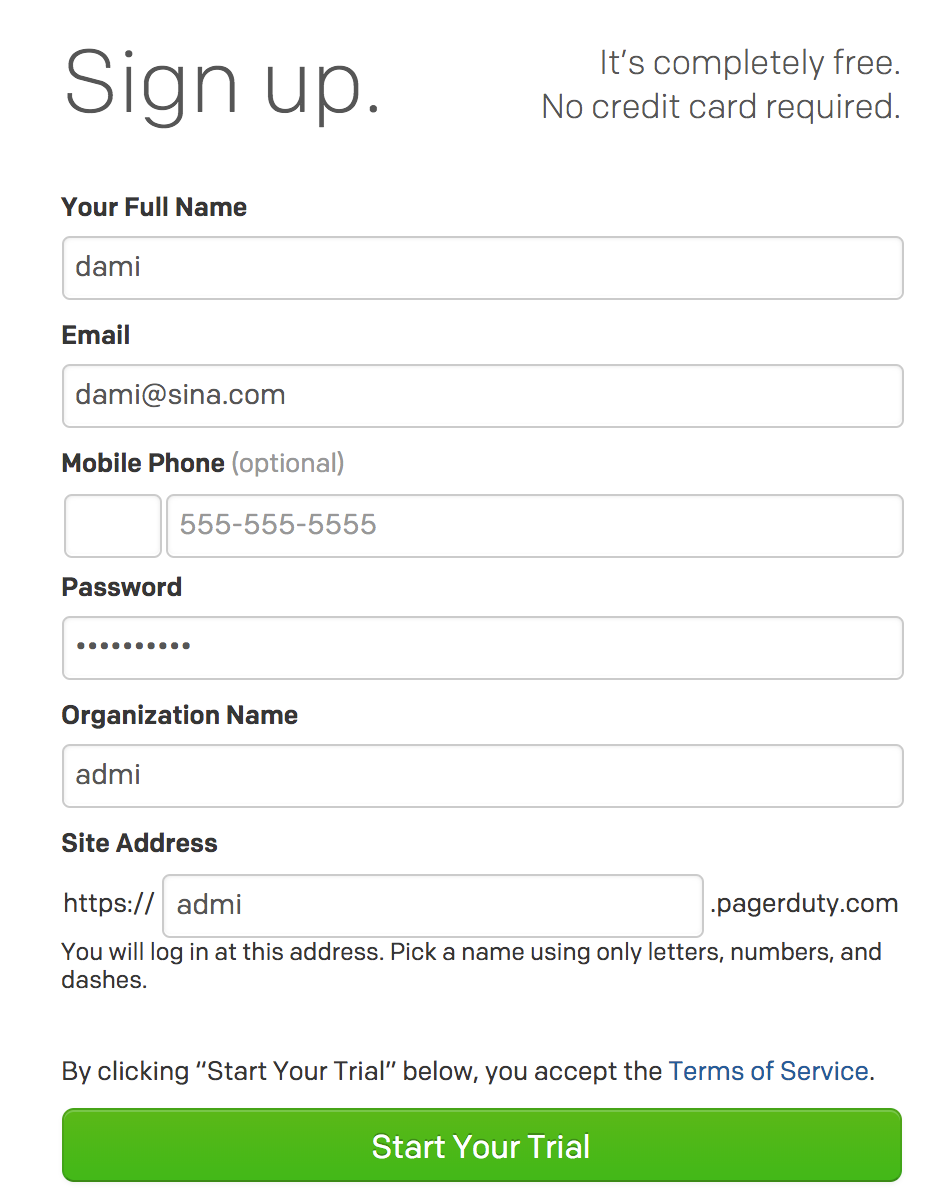 Sign up.
It's completely free.
No credit card required.
Your Full Name
dami
Email
dami@sina.com
Mobile Phone (optional)
555-555-5555
Password
••••••••••
Organization Name
admi
Site Address
https:// admi .pagerduty.com
You will log in at this address. Pick a name using only letters, numbers, and
dashes.
By clicking “Start Your Trial” below, you accept the Terms of Service.
Start Your Trial